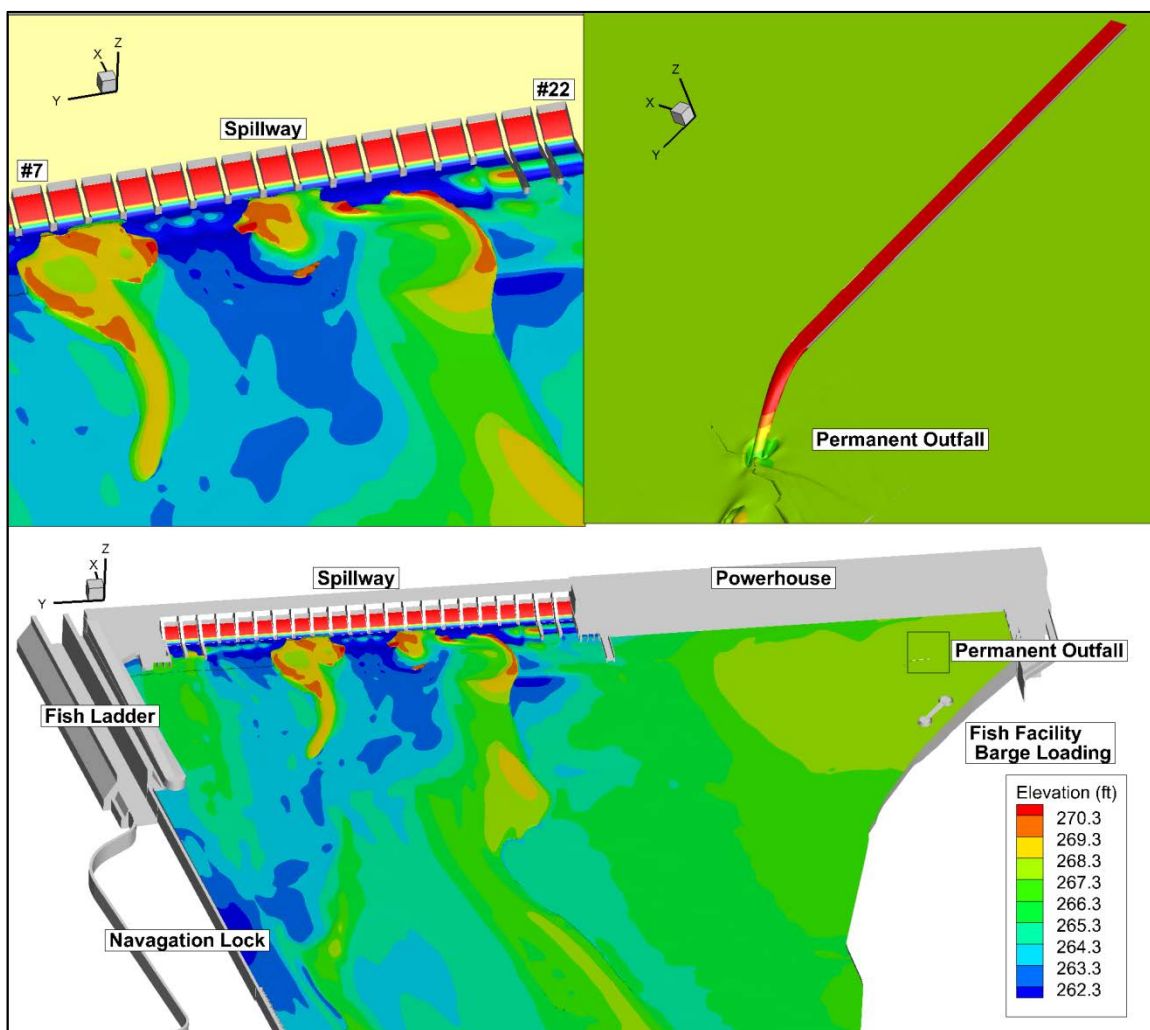 Z
X
Y
#22
Spillway
#7
Z
X
Y
Permanent Outfall
Z
X
Y
Spillway
Powerhouse
Permanent Outfall
Fish Ladder
Fish Facility
Barge Loading
Navagation Lock
Elevation (ft)
270.3
269.3
268.3
267.3
266.3
265.3
264.3
263.3
262.3